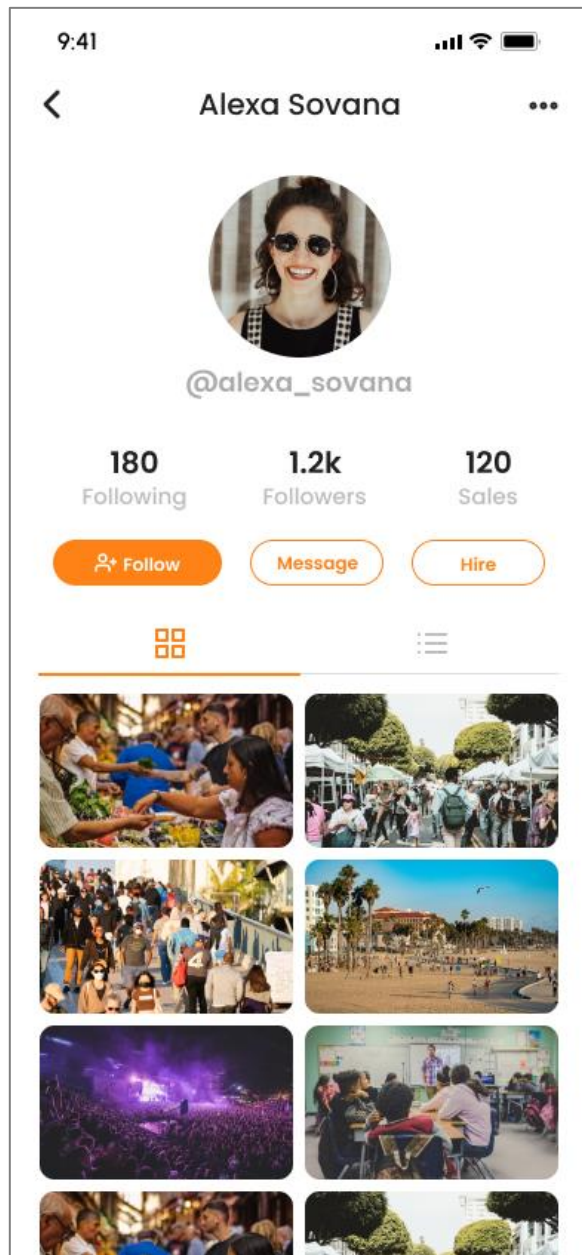 9:41
Alexa Sovana
@alexa_sovana
180 1.2k 120
Following Followers Sales
Follow Message Hire